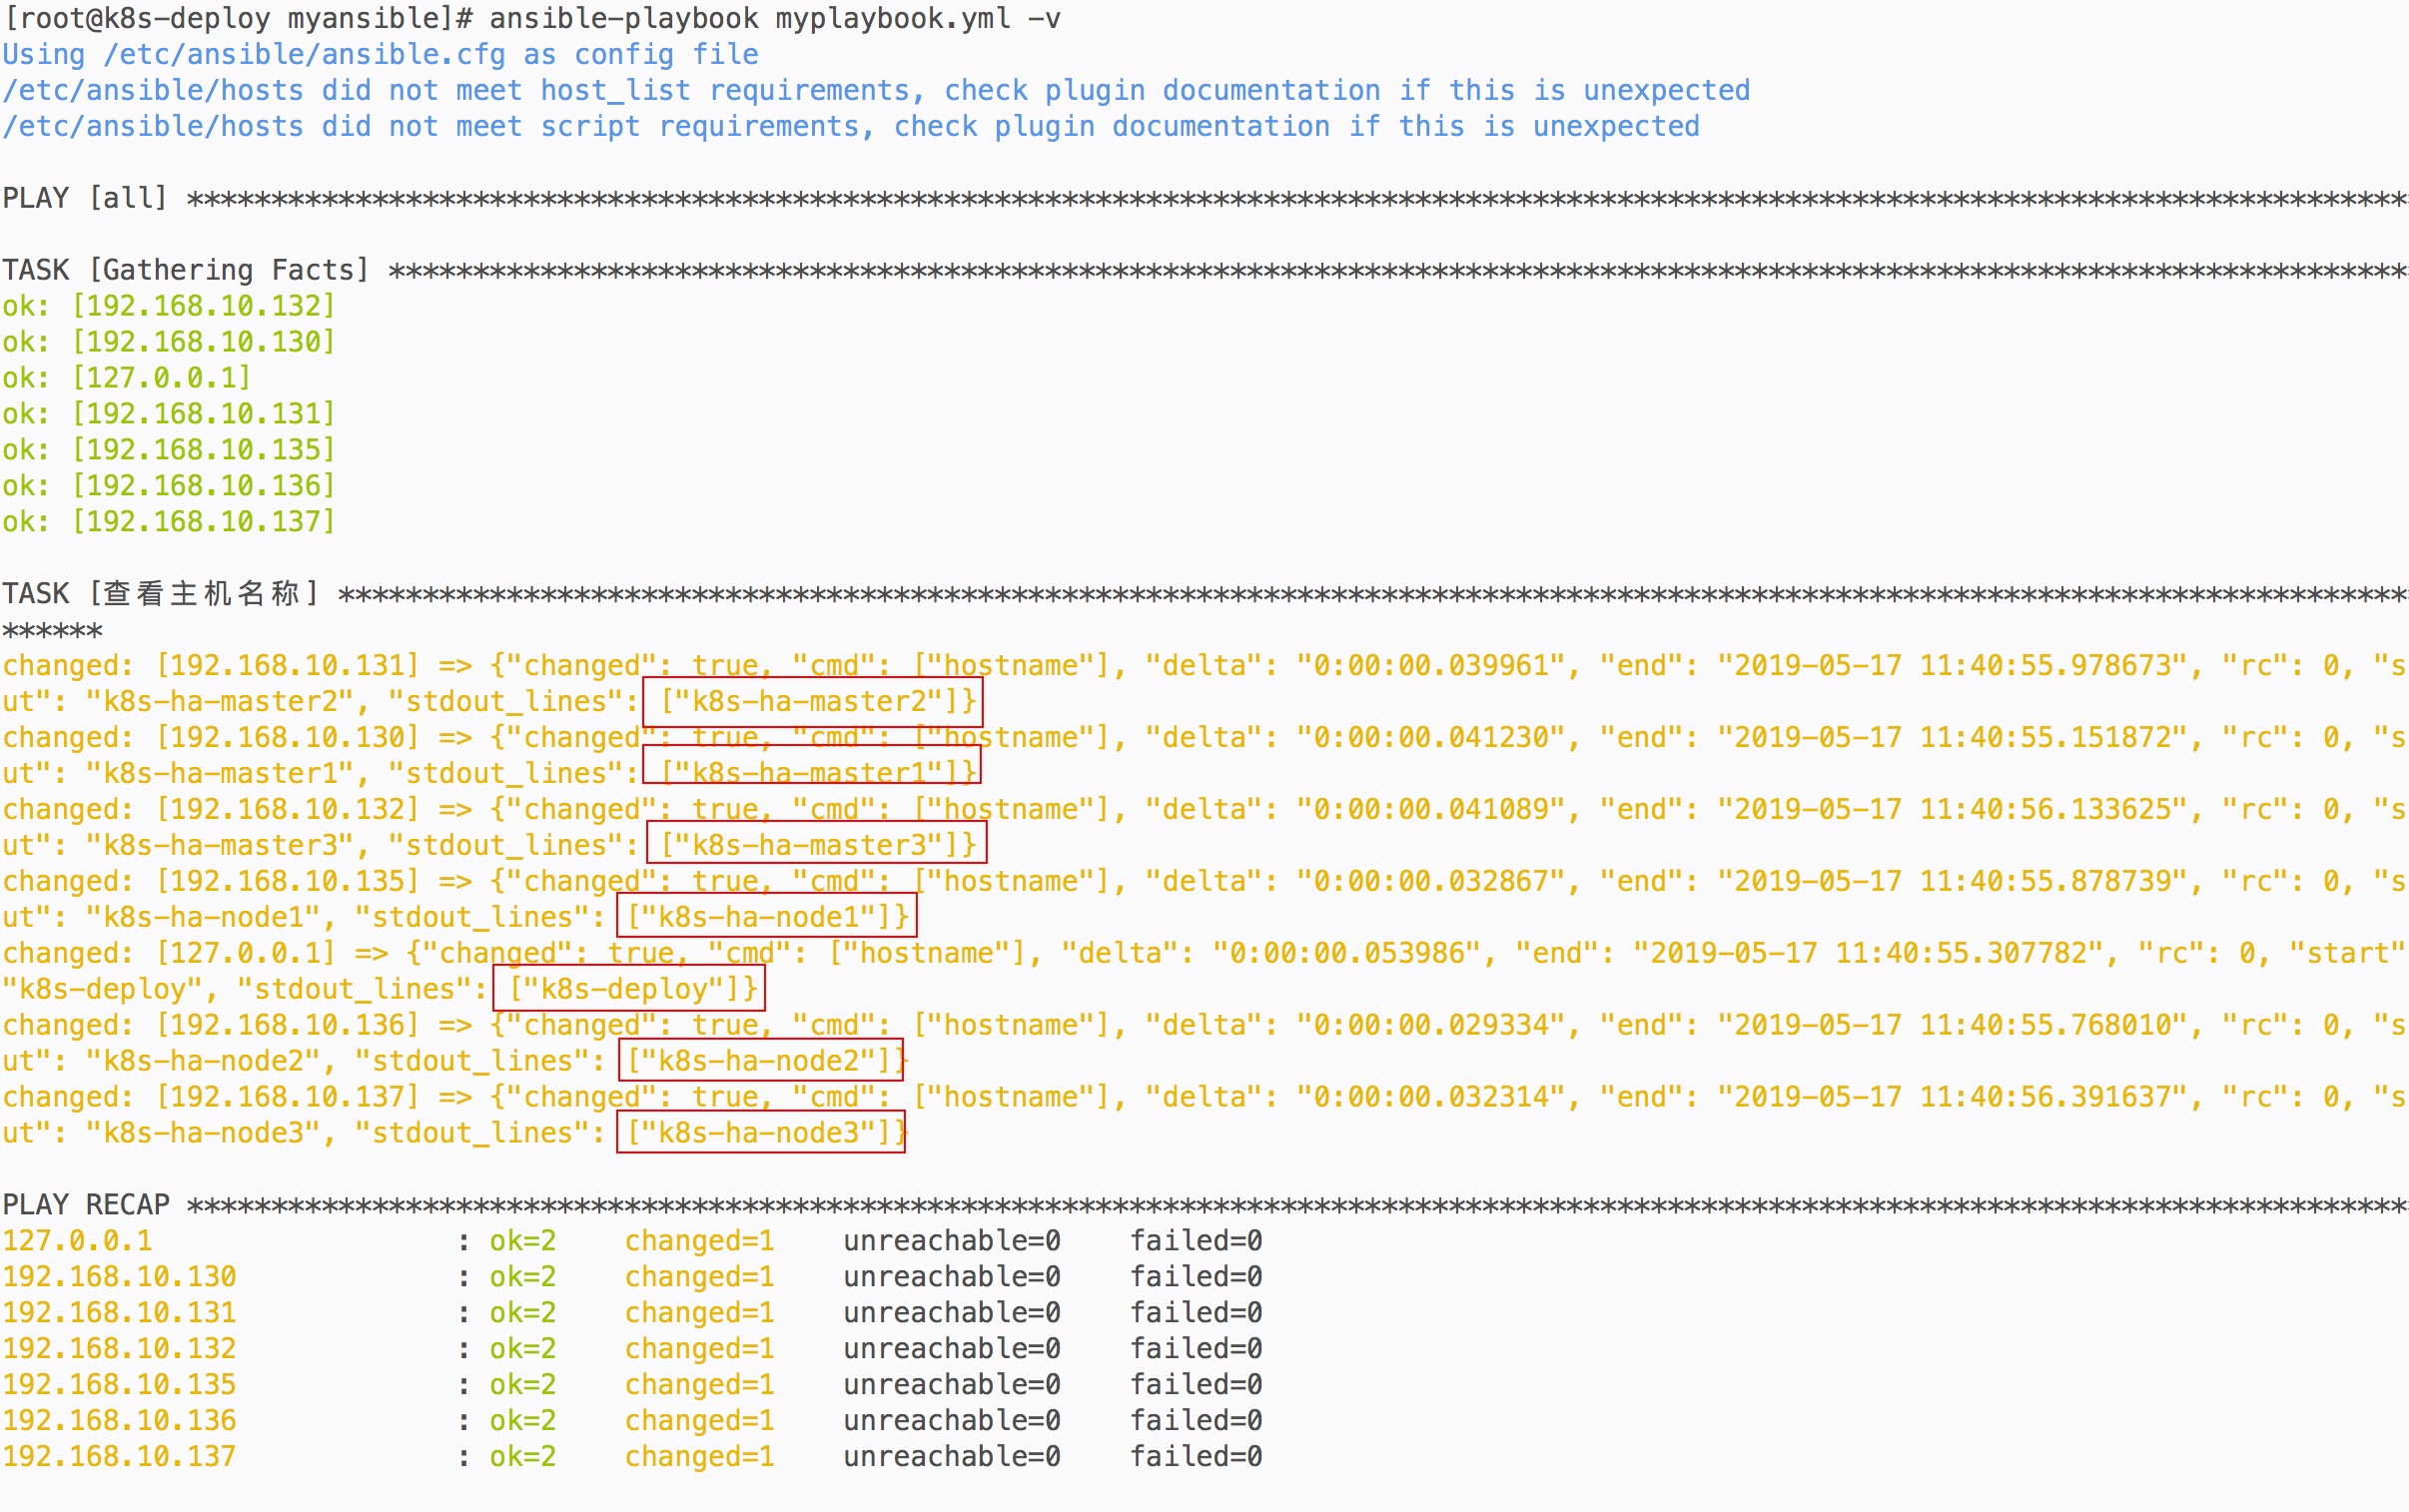 [root@k8s-deploy myansible]# ansible-playbook myplaybook.yml -v
Using /etc/ansible/ansible.cfg as config file
/etc/ansible/hosts did not meet host_list requirements, check plugin documentation if this is unexpected
/etc/ansible/hosts did not meet script requirements, check plugin documentation if this is unexpected
PLAY [all] ************************************************************************************************************************************
TASK [Gathering Facts] ************************************************************************************************************************
ok: [192.168.10.132]
ok: [192.168.10.130]
ok: [127.0.0.1]
ok: [192.168.10.131]
ok: [192.168.10.135]
ok: [192.168.10.136]
ok: [192.168.10.137]
TASK [查看主机名称] ***************************************************************************************************************************
******
changed: [192.168.10.131] => {"changed": true, "cmd": ["hostname"], "delta": "0:00:00.039961", "end": "2019-05-17 11:40:55.978673", "rc": 0, "s
ut": "k8s-ha-master2", "stdout_lines": ["k8s-ha-master2"]}
changed: [192.168.10.130] => {"changed": true, "cmd": ["hostname"], "delta": "0:00:00.041230", "end": "2019-05-17 11:40:55.151872", "rc": 0, "s
ut": "k8s-ha-master1", "stdout_lines": ["k8s-ha-master1"]}
changed: [192.168.10.132] => {"changed": true, "cmd": ["hostname"], "delta": "0:00:00.041089", "end": "2019-05-17 11:40:56.133625", "rc": 0, "s
ut": "k8s-ha-master3", "stdout_lines": ["k8s-ha-master3"]}
changed: [192.168.10.135] => {"changed": true, "cmd": ["hostname"], "delta": "0:00:00.032867", "end": "2019-05-17 11:40:55.878739", "rc": 0, "s
ut": "k8s-ha-node1", "stdout_lines": ["k8s-ha-node1"]}
changed: [127.0.0.1] => {"changed": true, "cmd": ["hostname"], "delta": "0:00:00.053986", "end": "2019-05-17 11:40:55.307782", "rc": 0, "start"
"k8s-deploy", "stdout_lines": ["k8s-deploy"]}
changed: [192.168.10.136] => {"changed": true, "cmd": ["hostname"], "delta": "0:00:00.029334", "end": "2019-05-17 11:40:55.768010", "rc": 0, "s
ut": "k8s-ha-node2", "stdout_lines": ["k8s-ha-node2"]}
changed: [192.168.10.137] => {"changed": true, "cmd": ["hostname"], "delta": "0:00:00.032314", "end": "2019-05-17 11:40:56.391637", "rc": 0, "s
ut": "k8s-ha-node3", "stdout_lines": ["k8s-ha-node3"]}
PLAY RECAP ************************************************************************************************************************************
127.0.0.1 : ok=2 changed=1 unreachable=0 failed=0
192.168.10.130 : ok=2 changed=1 unreachable=0 failed=0
192.168.10.131 : ok=2 changed=1 unreachable=0 failed=0
192.168.10.132 : ok=2 changed=1 unreachable=0 failed=0
192.168.10.135 : ok=2 changed=1 unreachable=0 failed=0
192.168.10.136 : ok=2 changed=1 unreachable=0 failed=0
192.168.10.137 : ok=2 changed=1 unreachable=0 failed=0